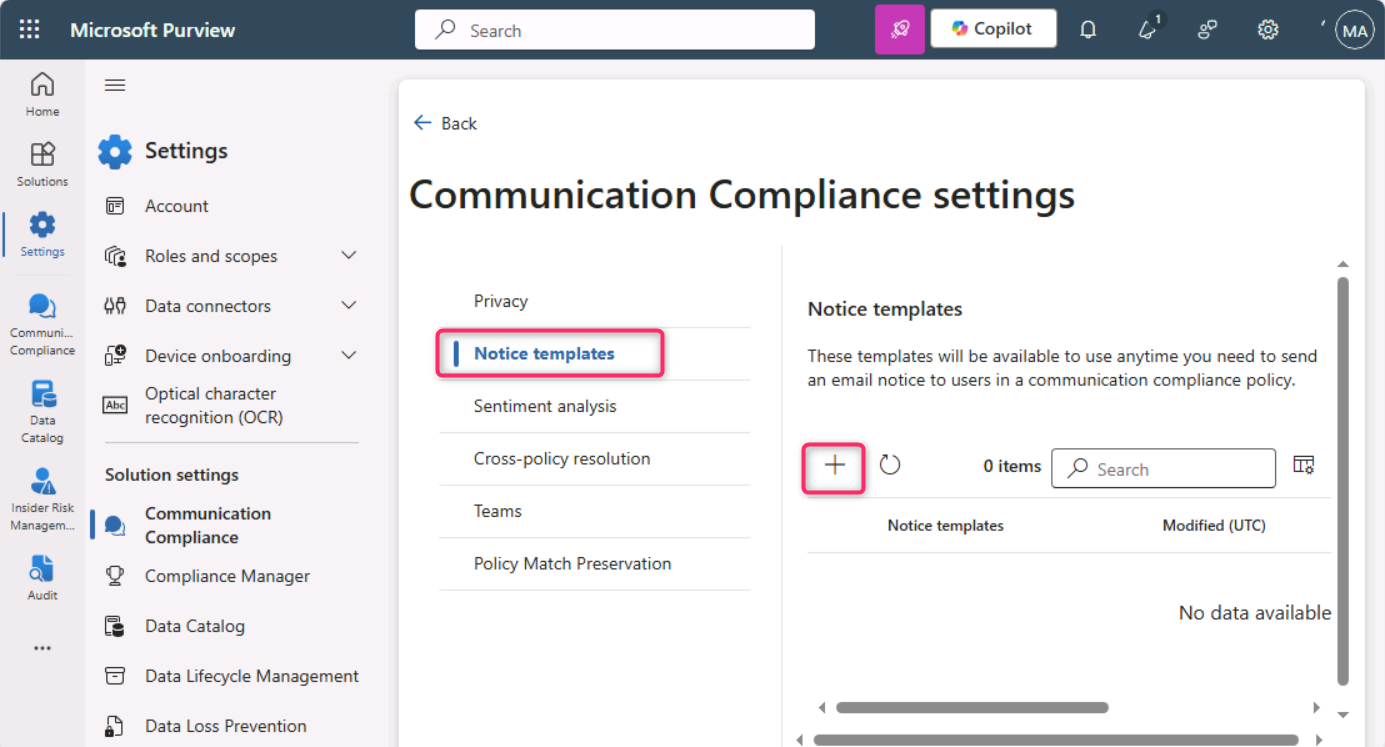 Microsoft Purview
Search
Copilot
1
MA
Home
Solutions
Settings
Communi...
Compliance
Data
Catalog
Insider Risk
Managem...
Audit
...
Settings
Account
Roles and scopes
Data connectors
Device onboarding
Abc
Optical character
recognition (OCR)
Solution settings
Communication
Compliance
Compliance Manager
Data Catalog
Data Lifecycle Management
Data Loss Prevention
Back
Communication Compliance settings
Privacy
Notice templates
Sentiment analysis
Cross-policy resolution
Teams
Policy Match Preservation
Notice templates
These templates will be available to use anytime you need to send
an email notice to users in a communication compliance policy.
0 items
Search
Notice templates Modified (UTC)
No data available